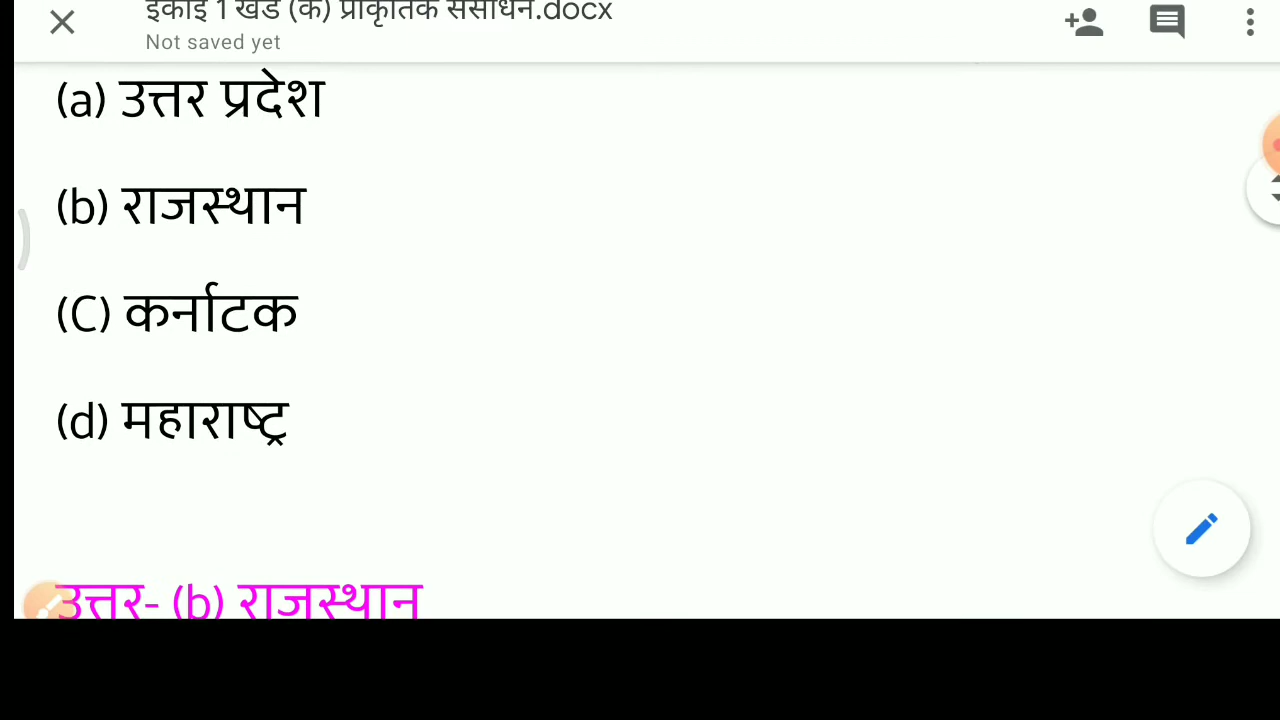 इकाई 1 खंड (क) प्राकृतिक संसाधन.docx
Not saved yet
(a) उत्तर प्रदेश
(b) राजस्थान
(C) कर्नाटक
(d) महाराष्ट्र
उत्तर- (b) राजस्थान